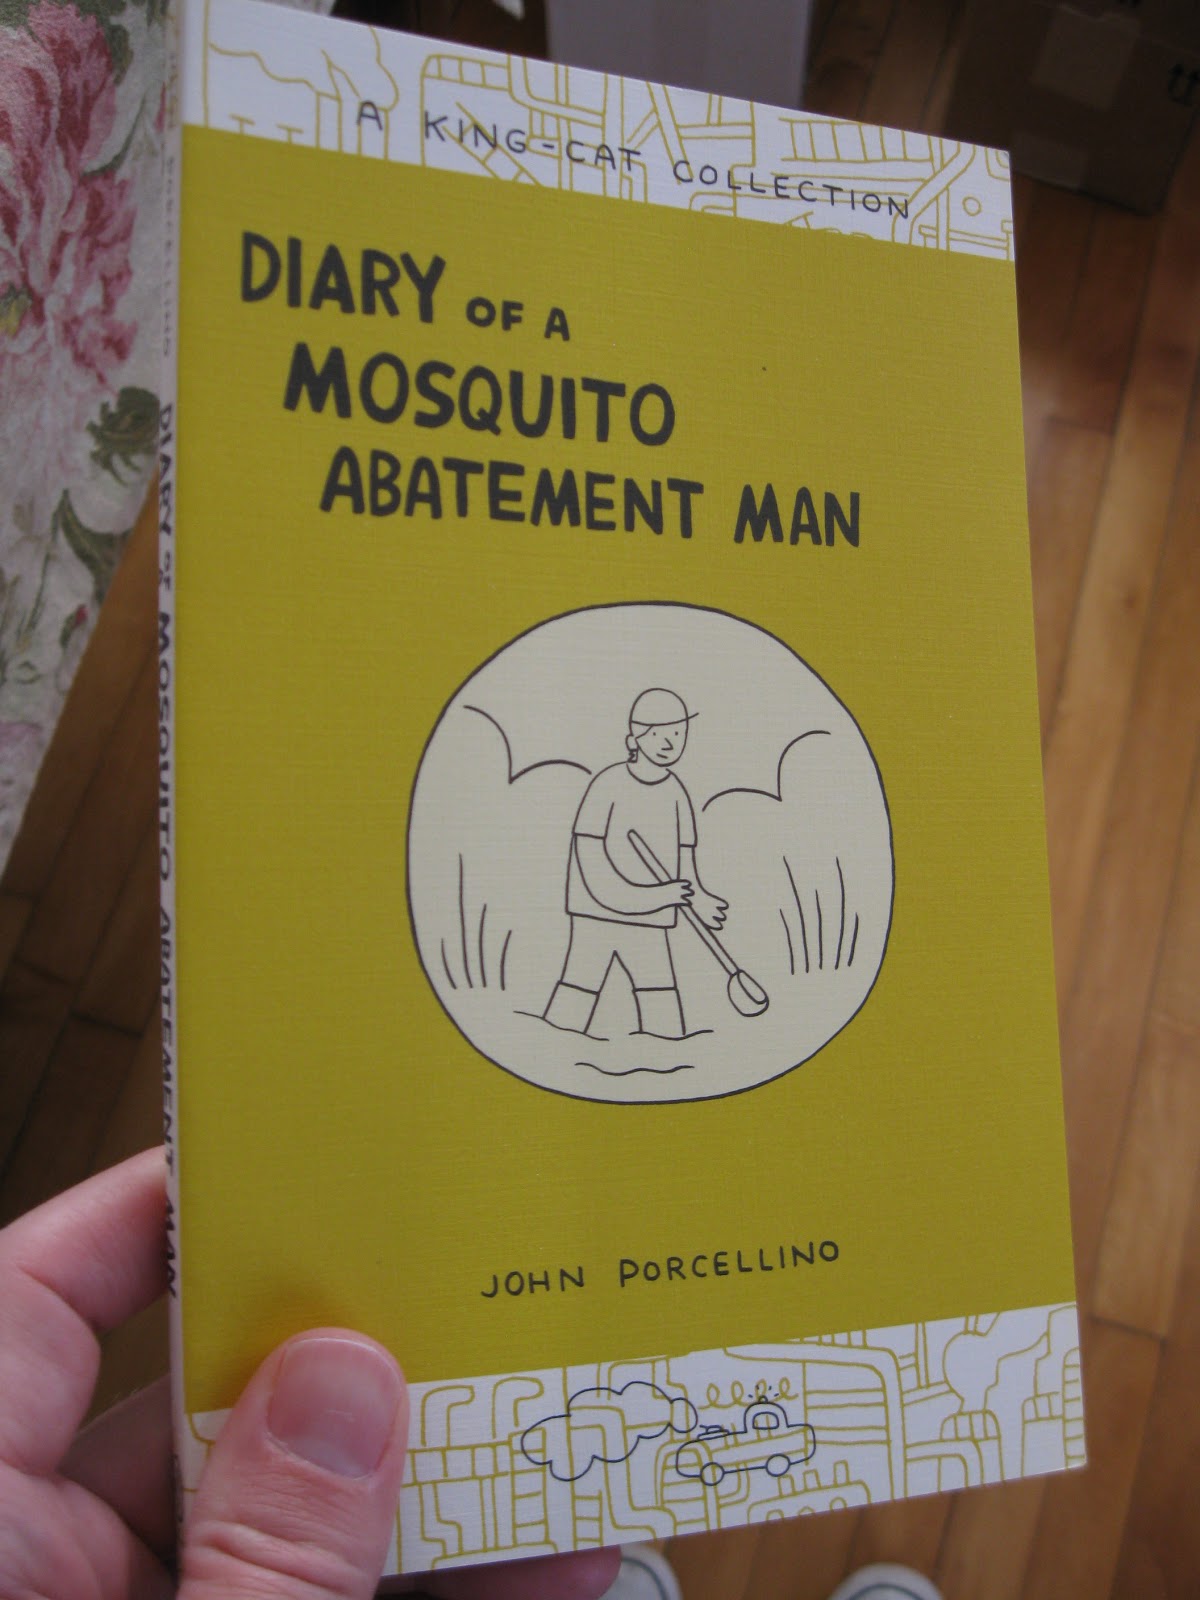 A KING-CAT COLLECTION
DIARY OF A
MOSQUITO
ABATEMENT MAN
JOHN PORCELLINO
DIARY OF A MOSQUITO ABATEMENT MAN